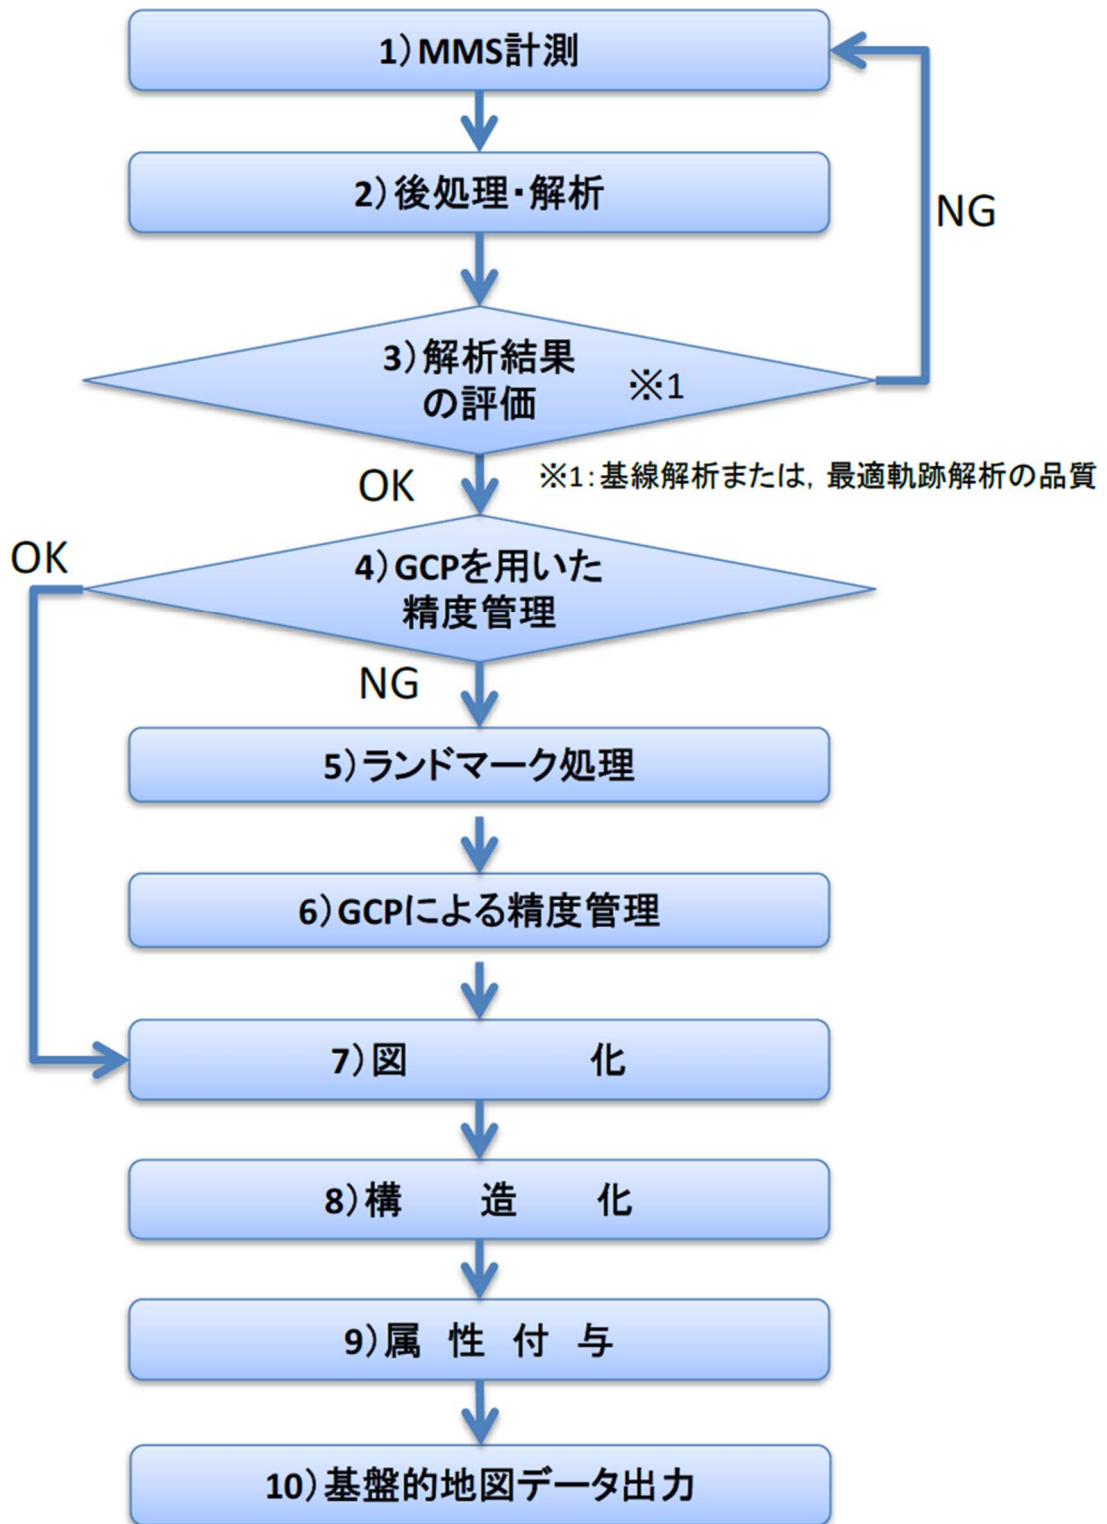 1)MMS計測
2)後処理・解析
NG
3)解析結果
の評価 ※1
OK
※1:基線解析または, 最適軌跡解析の品質
OK
4)GCPを用いた
精度管理
NG
5)ランドマーク処理
6)GCPによる精度管理
7)図 化
8)構 造 化
9)属 性 付 与
10)基盤的地図データ出力